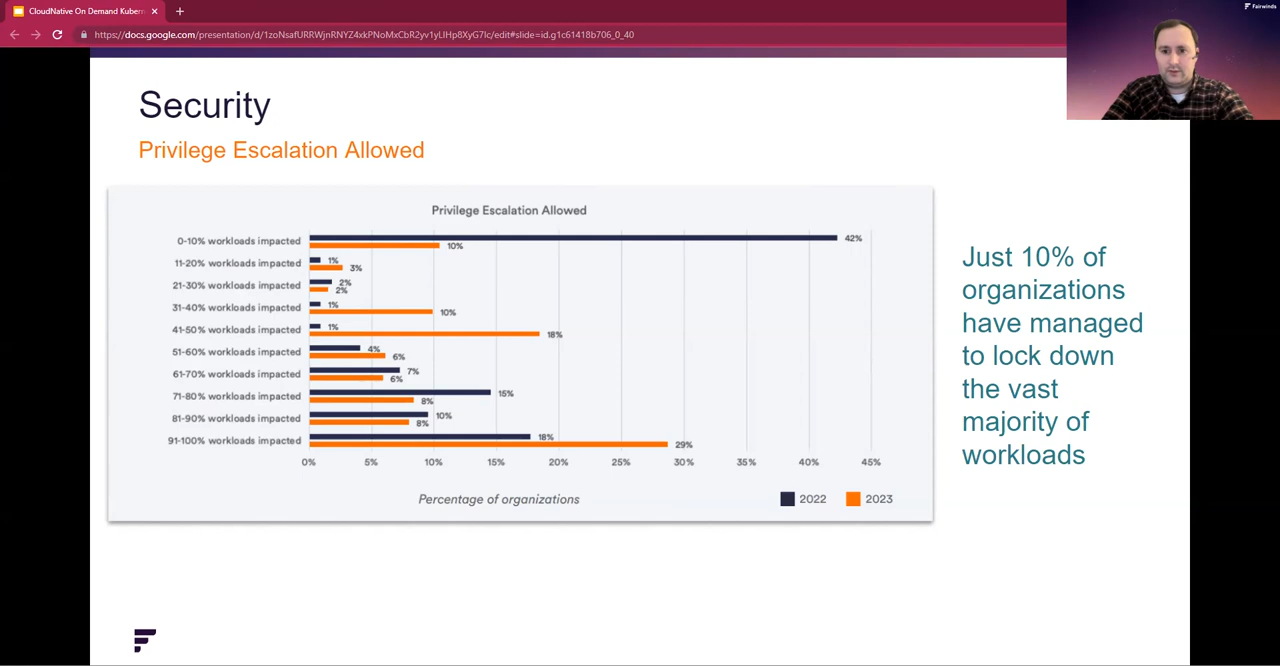 CloudNative On Demand Kubern
https://docs.google.com/presentation/d/1zoNsafURRWjnRNYZ4xkPNoMxCbR2yv1yLIHp8XyG7lc/edit#slide=id.g1c61418b706_0_40
Fairwinds
Security
Privilege Escalation Allowed
Privilege Escalation Allowed
0-10% workloads impacted 42% 10%
11-20% workloads impacted 1% 3%
21-30% workloads impacted 2% 2%
31-40% workloads impacted 1% 10%
41-50% workloads impacted 1% 18%
51-60% workloads impacted 4% 6%
61-70% workloads impacted 7% 6%
71-80% workloads impacted 15% 8%
81-90% workloads impacted 10% 8%
91-100% workloads impacted 18% 29%
0% 5% 10% 15% 20% 25% 30% 35% 40% 45%
Percentage of organizations
2022 2023
Just 10% of
organizations
have managed
to lock down
the vast
majority of
workloads